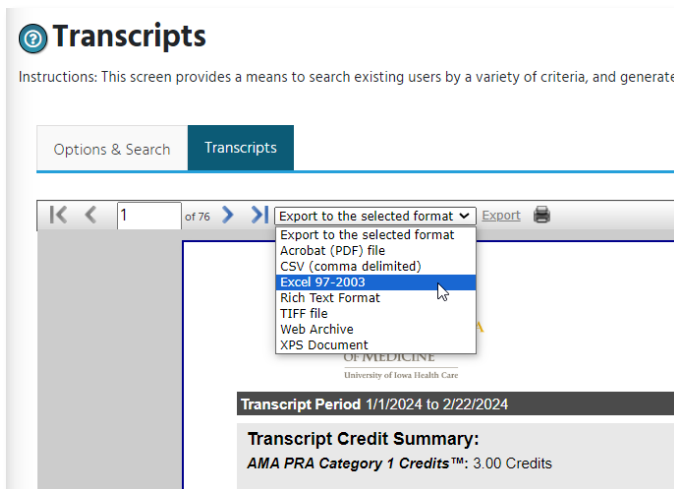 Transcripts
Instructions: This screen provides a means to search existing users by a variety of criteria, and generate
Options & Search
Transcripts
1 of 76 Export to the selected format Export
Export to the selected format
Acrobat (PDF) file
CSV (comma delimited)
Excel 97-2003
Rich Text Format
TIFF file
Web Archive
XPS Document
A
OF MEDICINE
University of Iowa Health Care
Transcript Period 1/1/2024 to 2/22/2024
Transcript Credit Summary:
AMA PRA Category 1 Credits™: 3.00 Credits